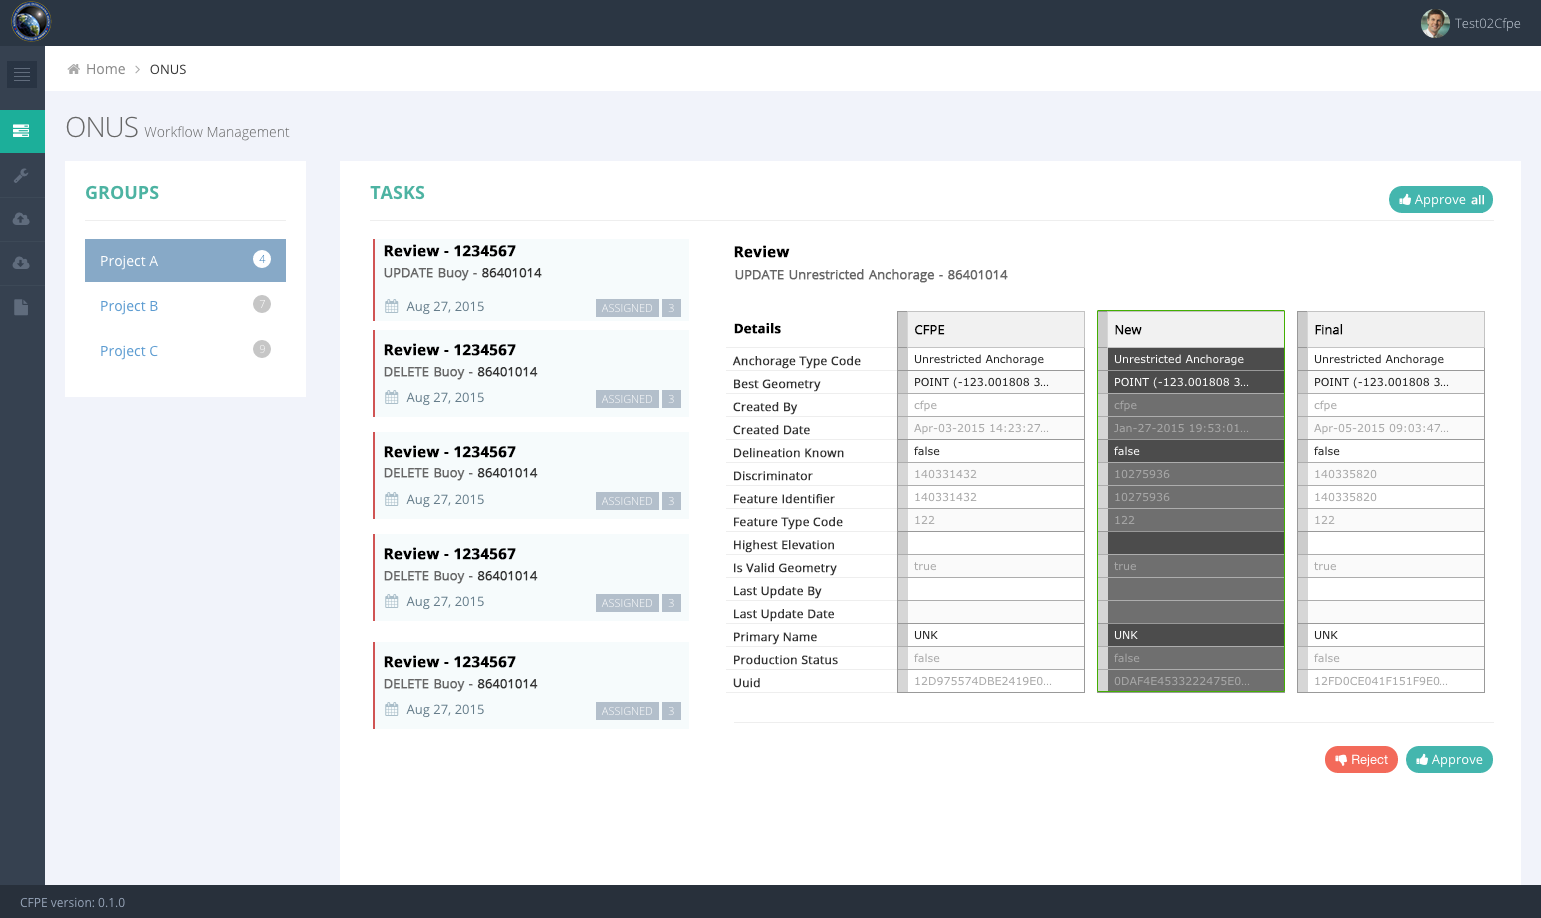 Test02Cfpe
Home > ONUS
ONUS Workflow Management
GROUPS
Project A 4
Project B 7
Project C 9
TASKS
Approve all
Review - 1234567
UPDATE Buoy - 86401014
Aug 27, 2015 ASSIGNED 3
Review - 1234567
DELETE Buoy - 86401014
Aug 27, 2015 ASSIGNED 3
Review - 1234567
DELETE Buoy - 86401014
Aug 27, 2015 ASSIGNED 3
Review - 1234567
DELETE Buoy - 86401014
Aug 27, 2015 ASSIGNED 3
Review - 1234567
DELETE Buoy - 86401014
Aug 27, 2015 ASSIGNED 3
Review
UPDATE Unrestricted Anchorage - 86401014
Details CFPE New Final
Anchorage Type Code Unrestricted Anchorage Unrestricted Anchorage Unrestricted Anchorage
Best Geometry POINT (-123.001808 3... POINT (-123.001808 3... POINT (-123.001808 3...
Created By cfpe cfpe cfpe
Created Date Apr-03-2015 14:23:27... Jan-27-2015 19:53:01... Apr-05-2015 09:03:47...
Delineation Known false false false
Discriminator 140331432 10275936 140335820
Feature Identifier 140331432 10275936 140335820
Feature Type Code 122 122 122
Highest Elevation
Is Valid Geometry true true true
Last Update By
Last Update Date
Primary Name UNK UNK UNK
Production Status false false false
Uuid 12D975574DBE2419E0... 0DAF4E4533222475E0... 12FD0CE041F151F9E0...
Reject Approve
CFPE version: 0.1.0